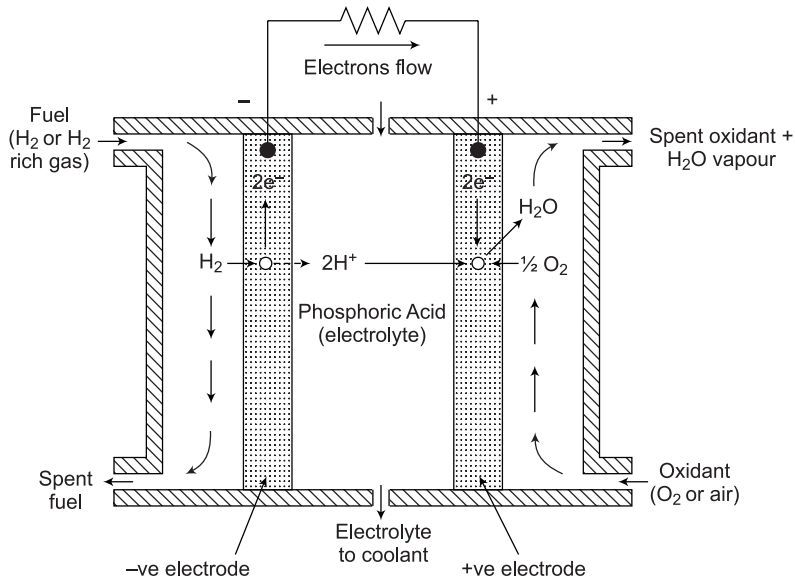 Electrons flow
–
+
Fuel
(H₂ or H₂
rich gas)
Spent oxidant +
H₂O vapour
2e⁻
2e⁻
H₂O
H₂
2H⁺
½ O₂
Phosphoric Acid
(electrolyte)
Spent
fuel
Oxidant
(O₂ or air)
Electrolyte
to coolant
–ve electrode
+ve electrode